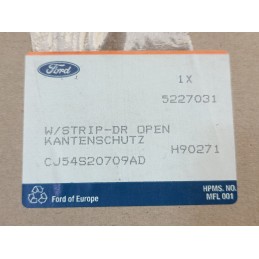 Ford
1X
5227031
W/STRIP-DR OPEN
KANTENSCHUTZ
H90271
CJ54S20709AD
Ford of Europe
HPMS. NO.
MFL 001